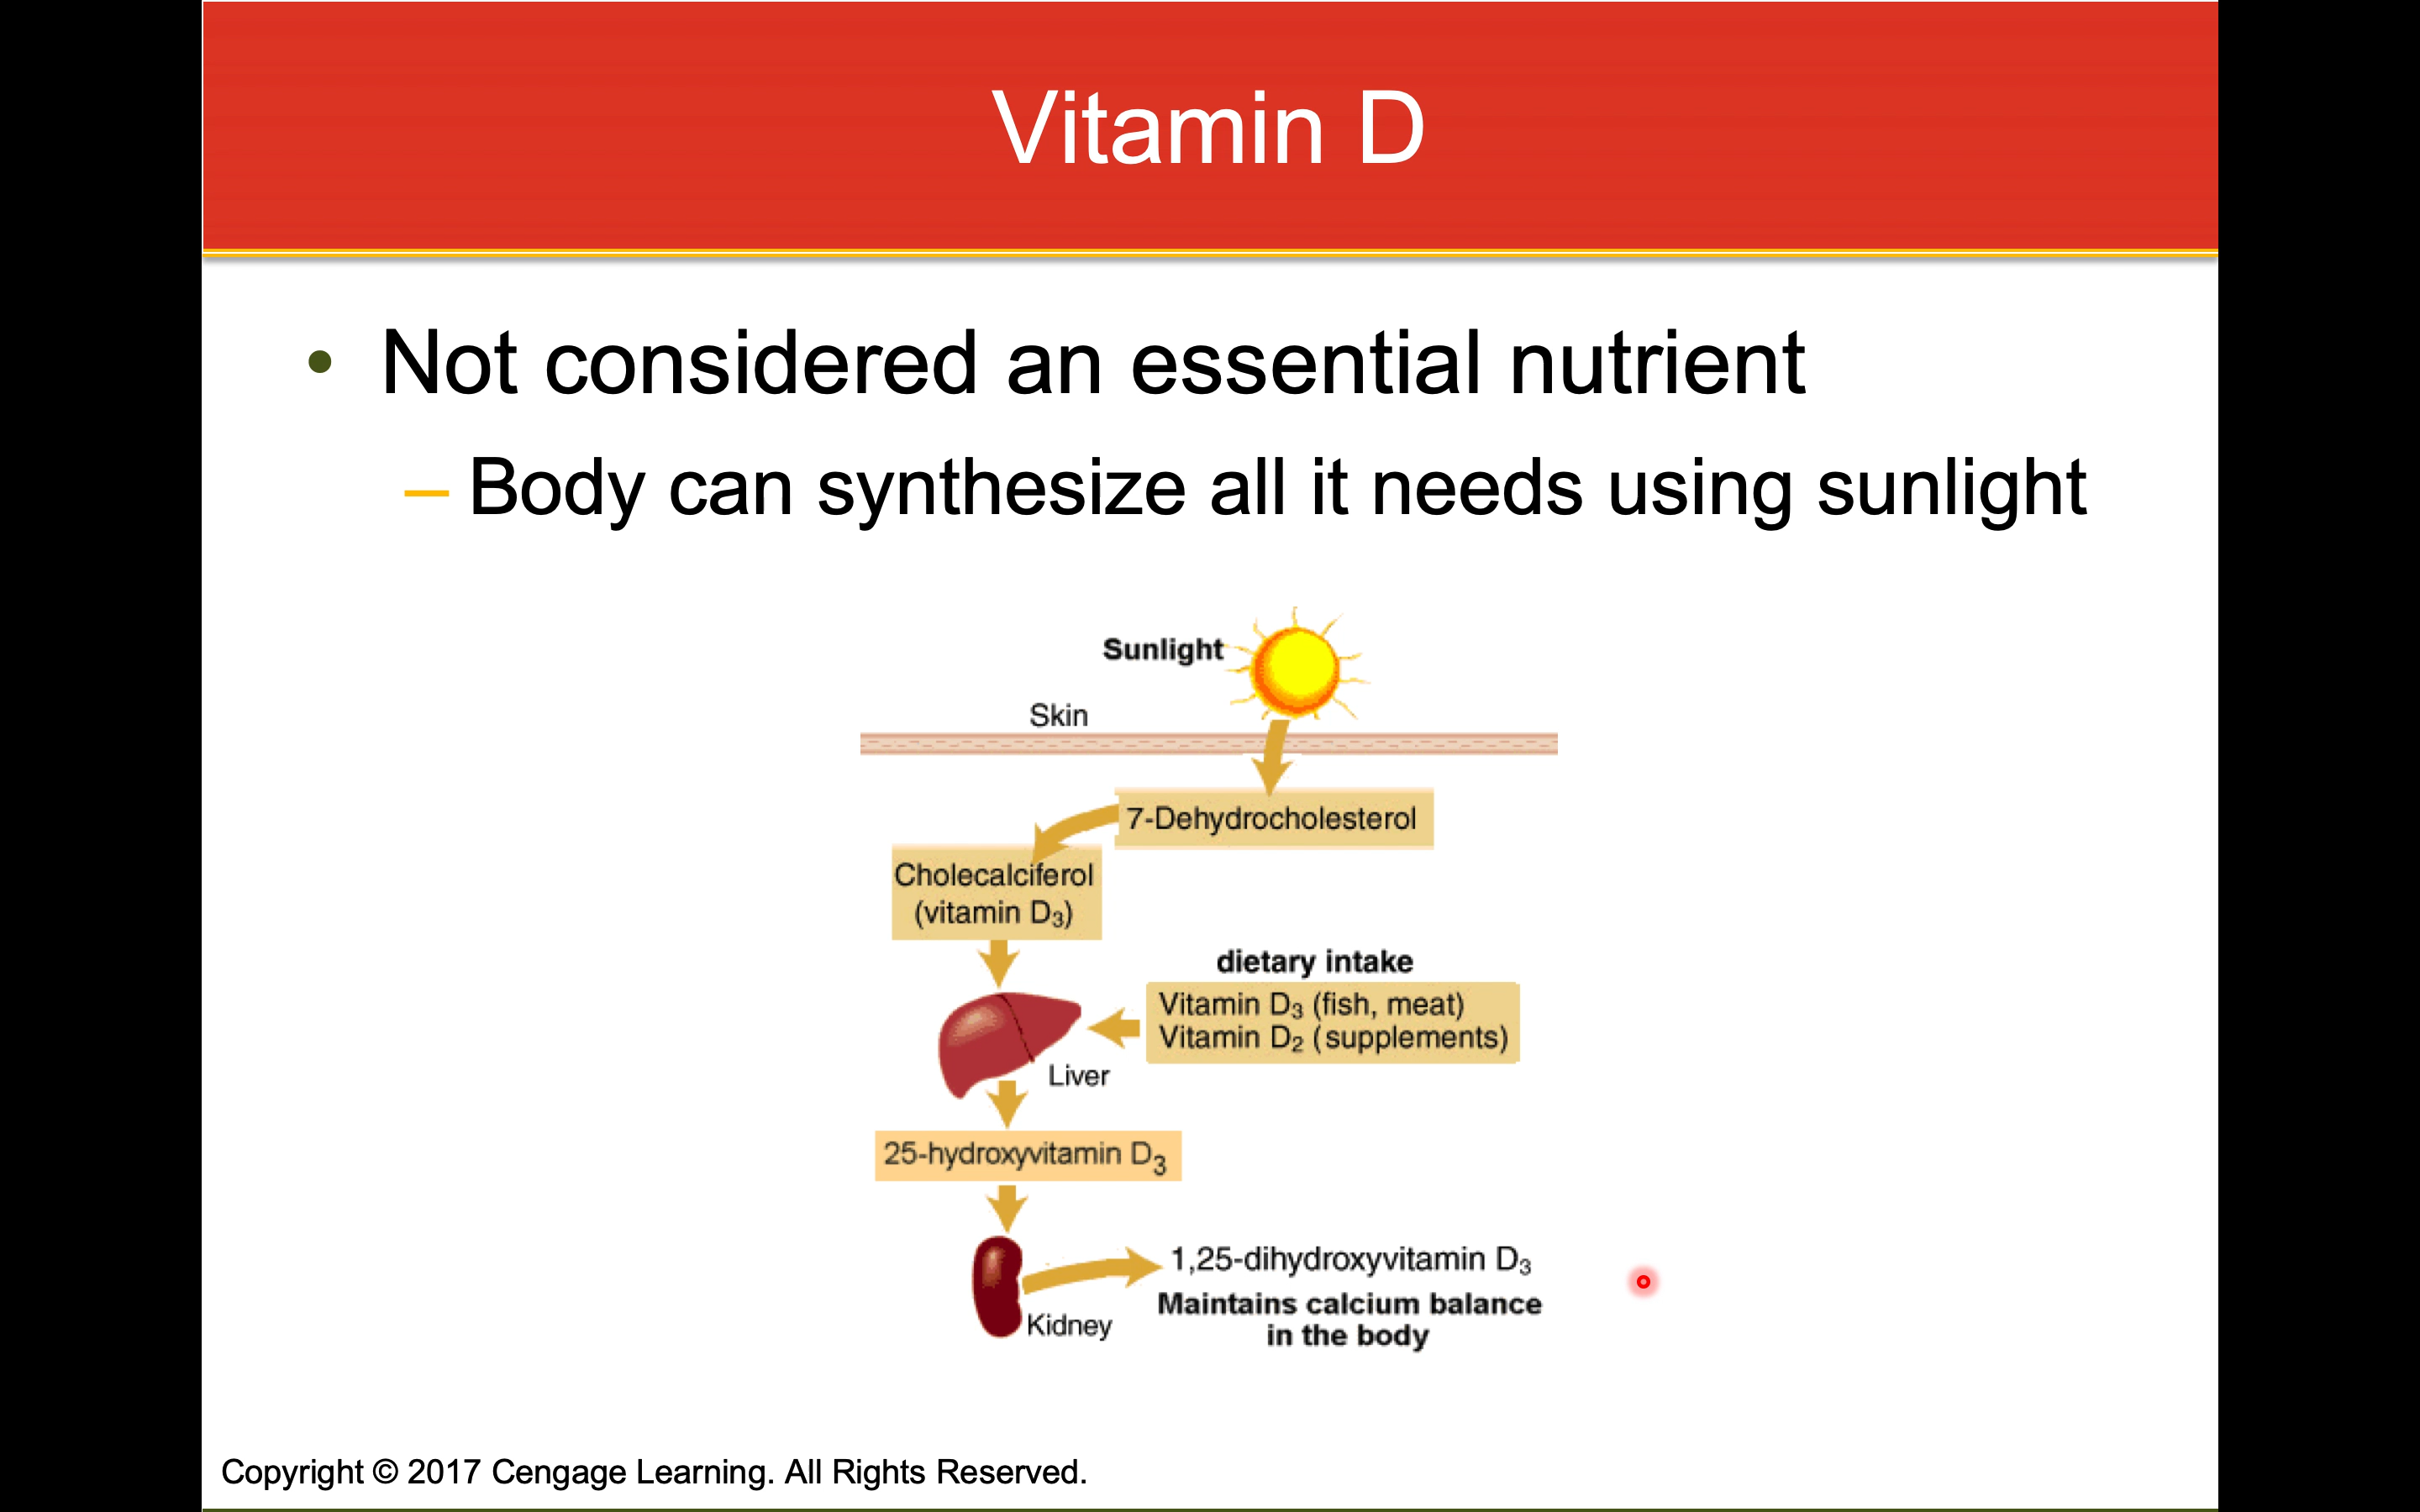 Vitamin D
• Not considered an essential nutrient
– Body can synthesize all it needs using sunlight
Sunlight
Skin
7-Dehydrocholesterol
Cholecalciferol
(vitamin D₃)
dietary intake
Vitamin D₃ (fish, meat)
Vitamin D₂ (supplements)
Liver
25-hydroxyvitamin D₃
1,25-dihydroxyvitamin D₃
Maintains calcium balance
in the body
Kidney
Copyright © 2017 Cengage Learning. All Rights Reserved.